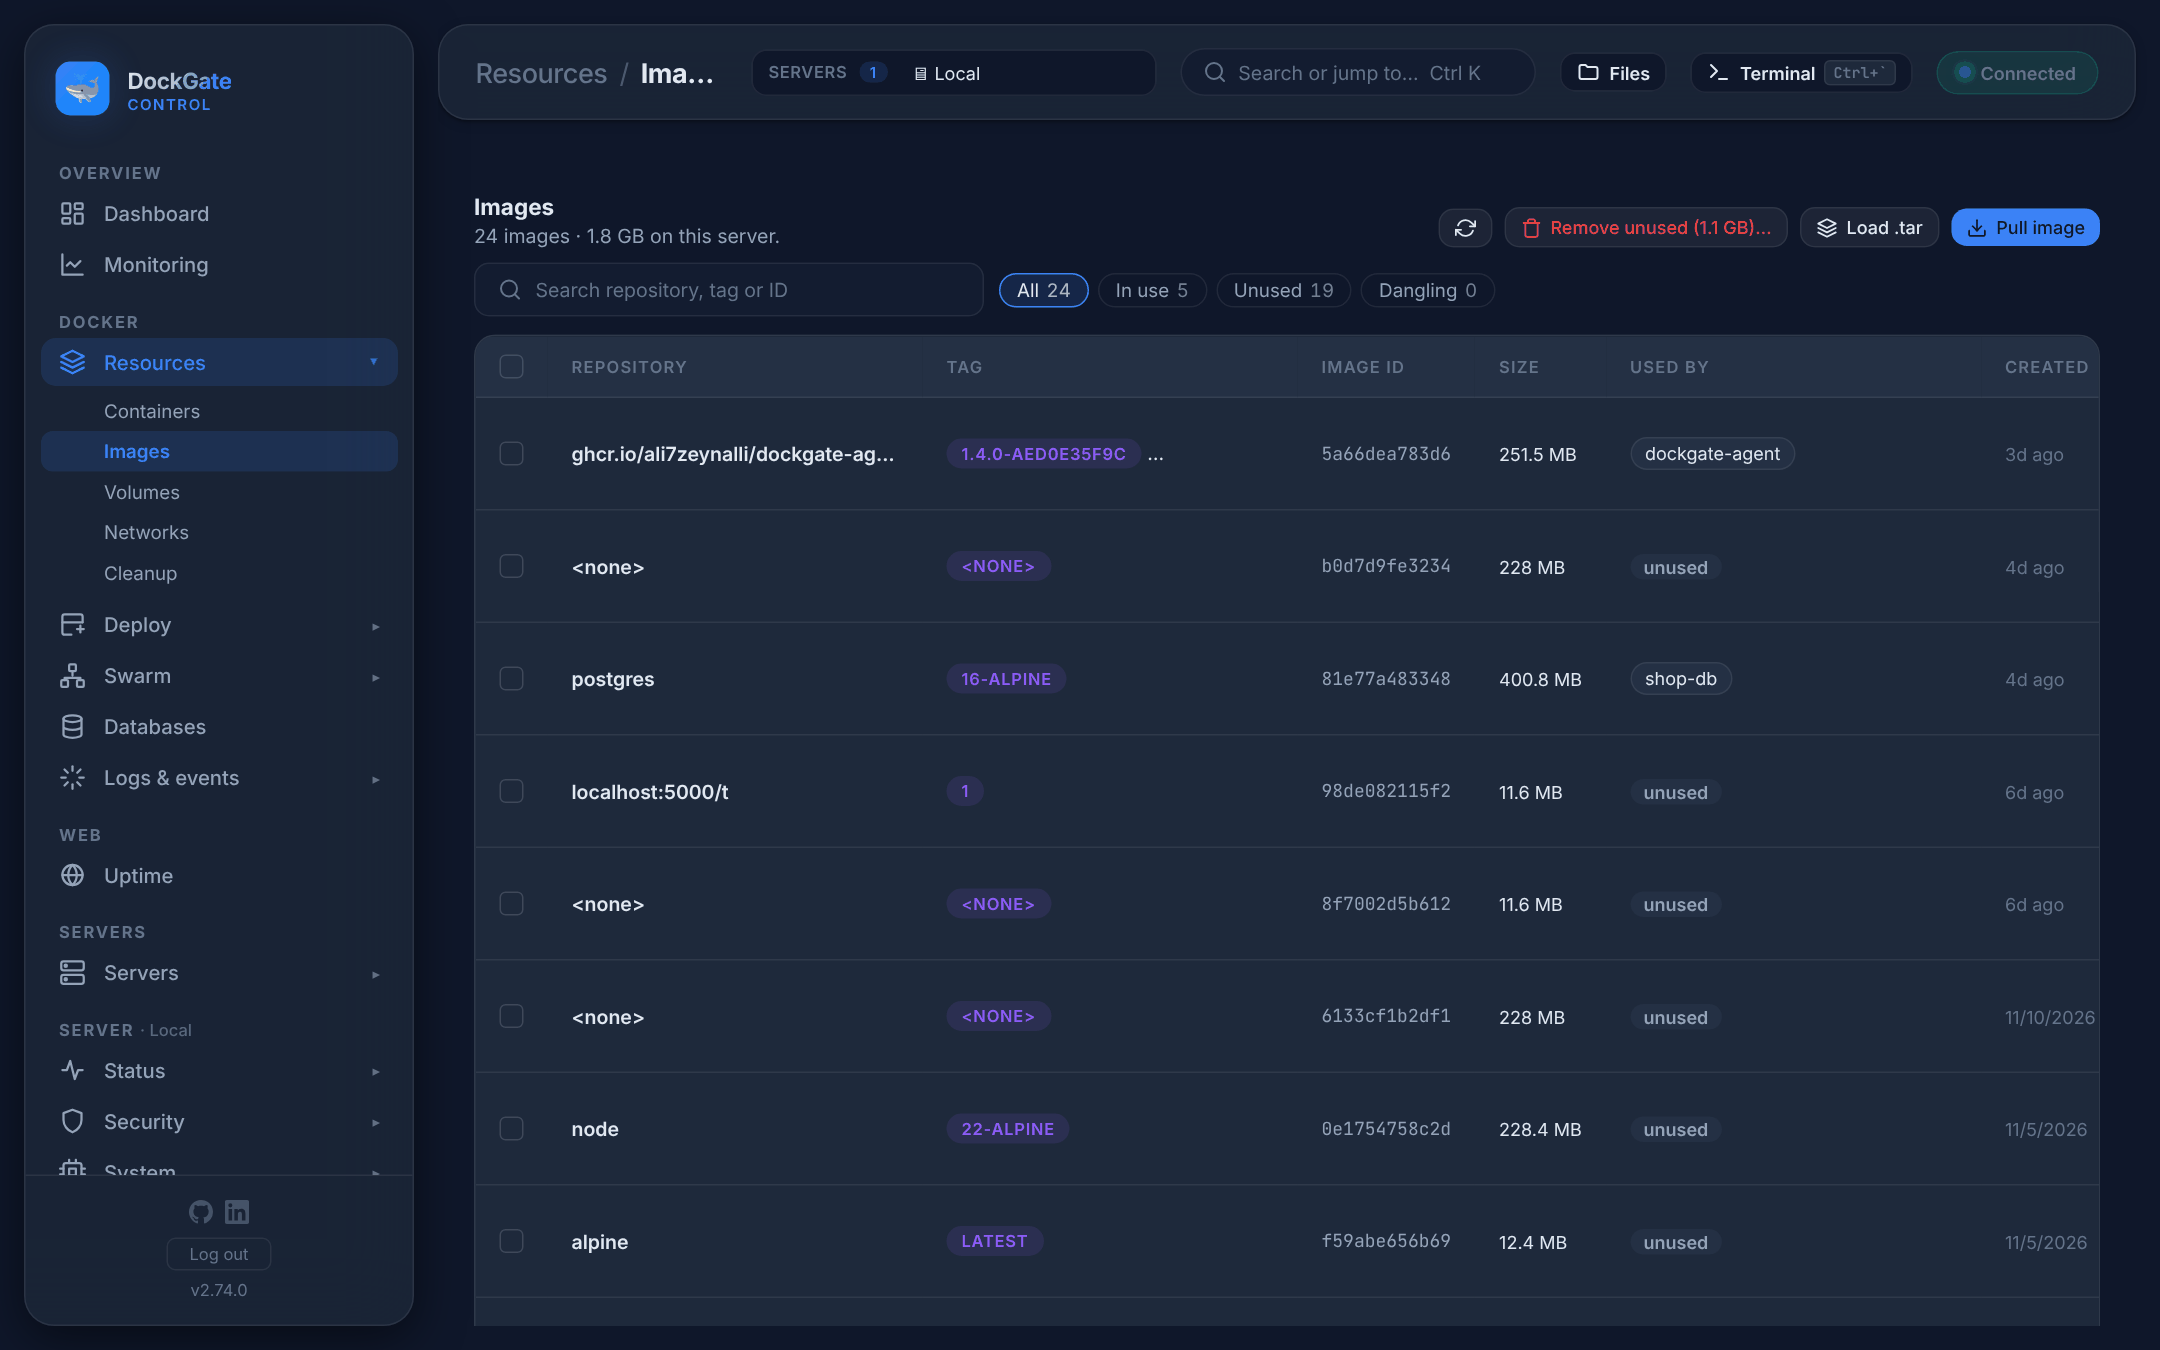 DockGate
CONTROL
OVERVIEW
Dashboard
Monitoring
DOCKER
Resources
Containers
Images
Volumes
Networks
Cleanup
Deploy
Swarm
Databases
Logs & events
WEB
Uptime
SERVERS
Servers
SERVER · Local
Status
Security
System
Log out
v2.74.0
Resources / Ima...
SERVERS 1 Local
Search or jump to... Ctrl K
Files
Terminal Ctrl+`
Connected
Images
24 images · 1.8 GB on this server.
Remove unused (1.1 GB)...
Load .tar
Pull image
Search repository, tag or ID
All 24
In use 5
Unused 19
Dangling 0
REPOSITORY TAG IMAGE ID SIZE USED BY CREATED
ghcr.io/ali7zeynalli/dockgate-ag... 1.4.0-AED0E35F9C ... 5a66dea783d6 251.5 MB dockgate-agent 3d ago
<none> <NONE> b0d7d9fe3234 228 MB unused 4d ago
postgres 16-ALPINE 81e77a483348 400.8 MB shop-db 4d ago
localhost:5000/t 1 98de082115f2 11.6 MB unused 6d ago
<none> <NONE> 8f7002d5b612 11.6 MB unused 6d ago
<none> <NONE> 6133cf1b2df1 228 MB unused 11/10/2026
node 22-ALPINE 0e1754758c2d 228.4 MB unused 11/5/2026
alpine LATEST f59abe656b69 12.4 MB unused 11/5/2026